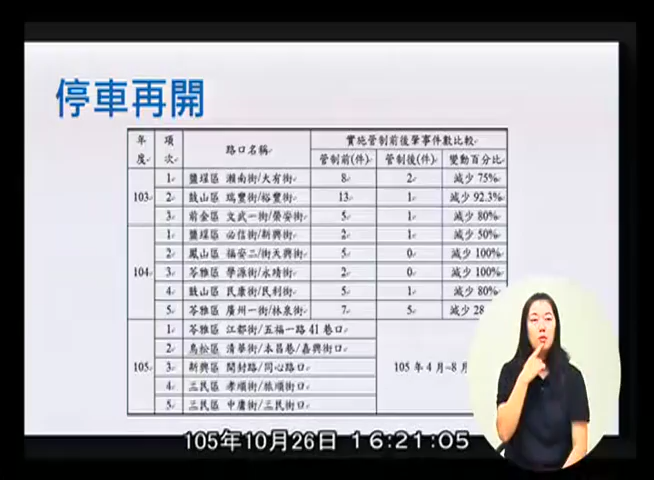 停車再開
年度 項次 路口名稱 實施管制前後肇事件數比較
管制前(件) 管制後(件) 變動百分比
103 1 鹽埕區 瀨南街/大有街 8 2 減少 75%
2 鼓山區 瑞豐街/裕豐街 13 1 減少 92.3%
3 前金區 文武一街/榮安街 5 1 減少 80%
104 1 鹽埕區 必信街/新興街 2 1 減少 50%
2 鳳山區 福安二/街天興街 5 0 減少 100%
3 苓雅區 學源街/永靖街 2 0 減少 100%
4 鼓山區 民康街/民利街 5 1 減少 80%
5 苓雅區 廣州一街/林泉街 7 5 減少 28.
105 1 苓雅區 江都街/五福一路 41 巷口
2 鳥松區 清華街/本昌巷/嘉興街口
3 新興區 開封路/同心路口 105 年 4 月~8 月
4 三民區 孝順街/旅順街口
5 三民區 中庸街/三民街口
105年10月26日 16:21:05